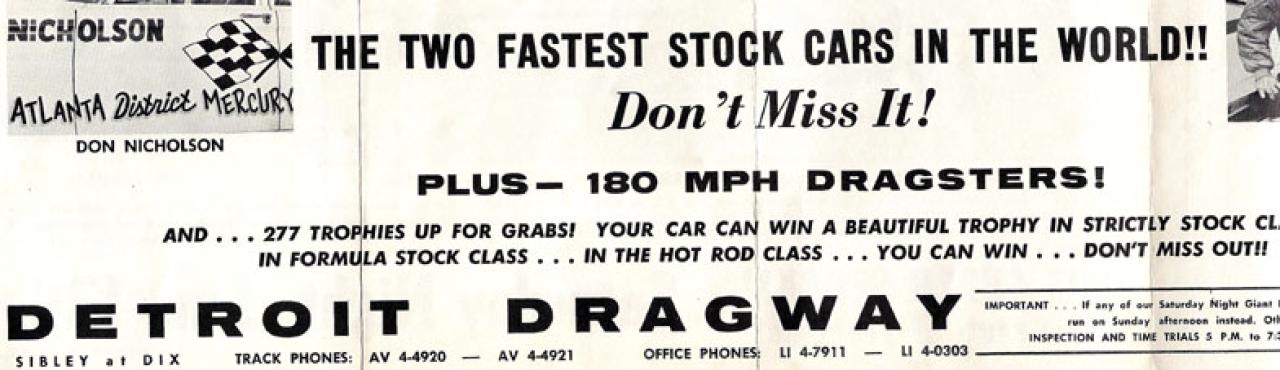 NICHOLSON
ATLANTA District MERCURY
DON NICHOLSON
THE TWO FASTEST STOCK CARS IN THE WORLD!!
Don't Miss It!
PLUS— 180 MPH DRAGSTERS!
AND . . . 277 TROPHIES UP FOR GRABS! YOUR CAR CAN WIN A BEAUTIFUL TROPHY IN STRICTLY STOCK
IN FORMULA STOCK CLASS . . . IN THE HOT ROD CLASS . . . YOU CAN WIN . . . DON'T MISS OUT!!
DETROIT DRAGWAY
SIBLEY at DIX TRACK PHONES: AV 4-4920 — AV 4-4921 OFFICE PHONES: LI 4-7911 — LI 4-0303
IMPORTANT . . . If any of our Saturday Night Giant
run on Sunday afternoon instead.
INSPECTION AND TIME TRIALS 5 P.M. to